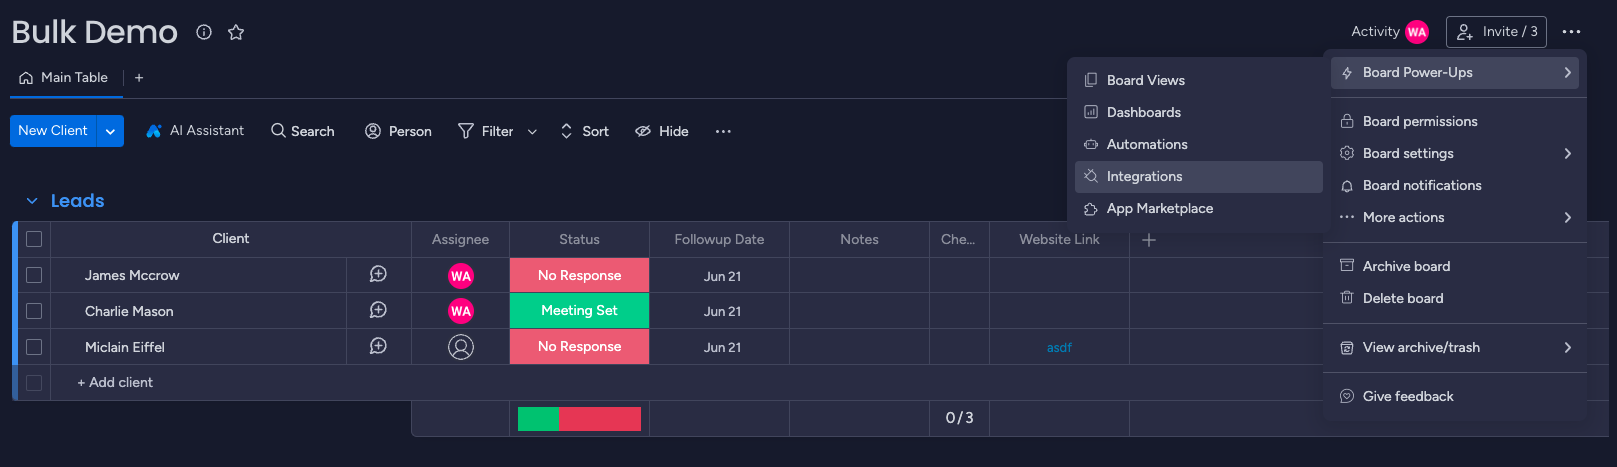 Bulk Demo
Activity WA Invite / 3
Main Table
New Client AI Assistant Search Person Filter Sort Hide
Board Views
Dashboards
Automations
Integrations
App Marketplace
Board Power-Ups
Board permissions
Board settings
Board notifications
More actions
Archive board
Delete board
View archive/trash
Give feedback
Leads
Client Assignee Status Followup Date Notes Che... Website Link
James Mccrow WA No Response Jun 21
Charlie Mason WA Meeting Set Jun 21
Miclain Eiffel No Response Jun 21 asdf
+ Add client
0 / 3